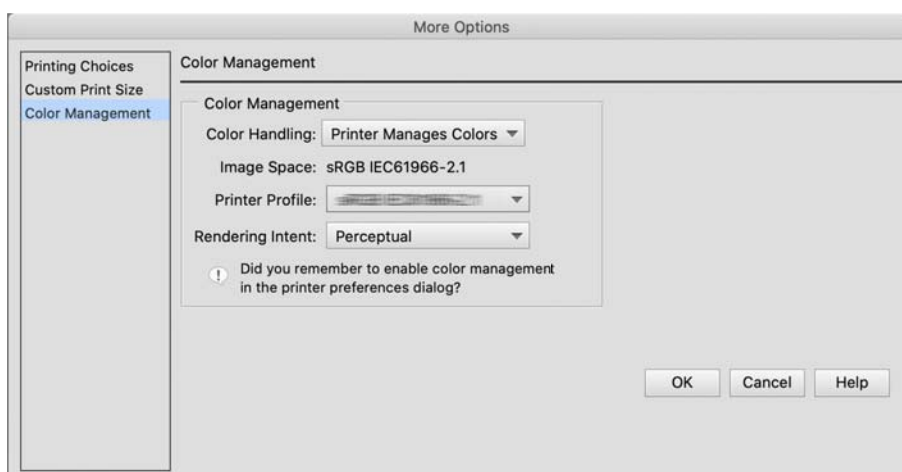 More Options
Printing Choices
Custom Print Size
Color Management
Color Management
Color Management
Color Handling: Printer Manages Colors
Image Space: sRGB IEC61966-2.1
Printer Profile:
Rendering Intent: Perceptual
! Did you remember to enable color management
in the printer preferences dialog?
OK Cancel Help